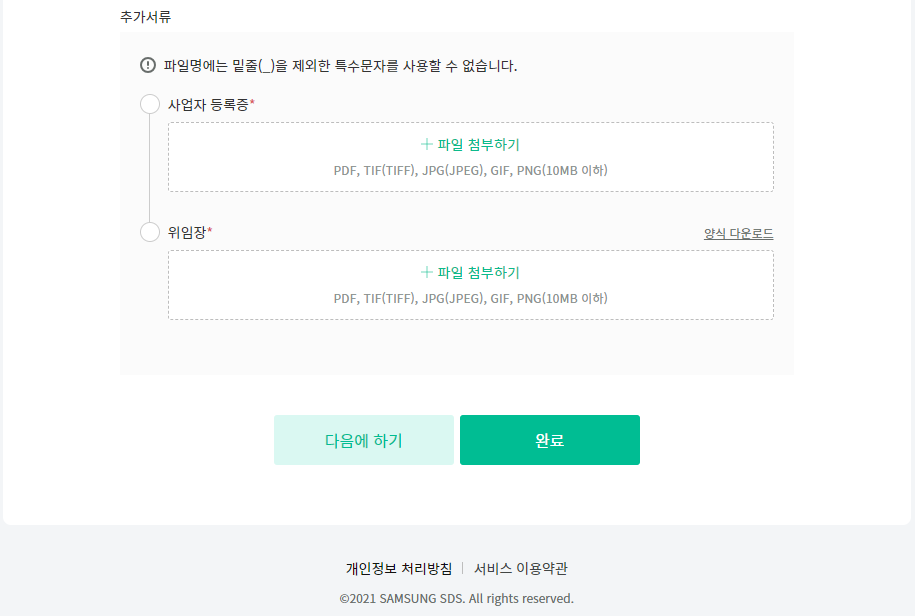 추가서류
파일명에는 밑줄(_)을 제외한 특수문자를 사용할 수 없습니다.
사업자 등록증*
+ 파일 첨부하기
PDF, TIF(TIFF), JPG(JPEG), GIF, PNG(10MB 이하)
위임장* 양식 다운로드
+ 파일 첨부하기
PDF, TIF(TIFF), JPG(JPEG), GIF, PNG(10MB 이하)
다음에 하기 완료
개인정보 처리방침 | 서비스 이용약관
©2021 SAMSUNG SDS. All rights reserved.